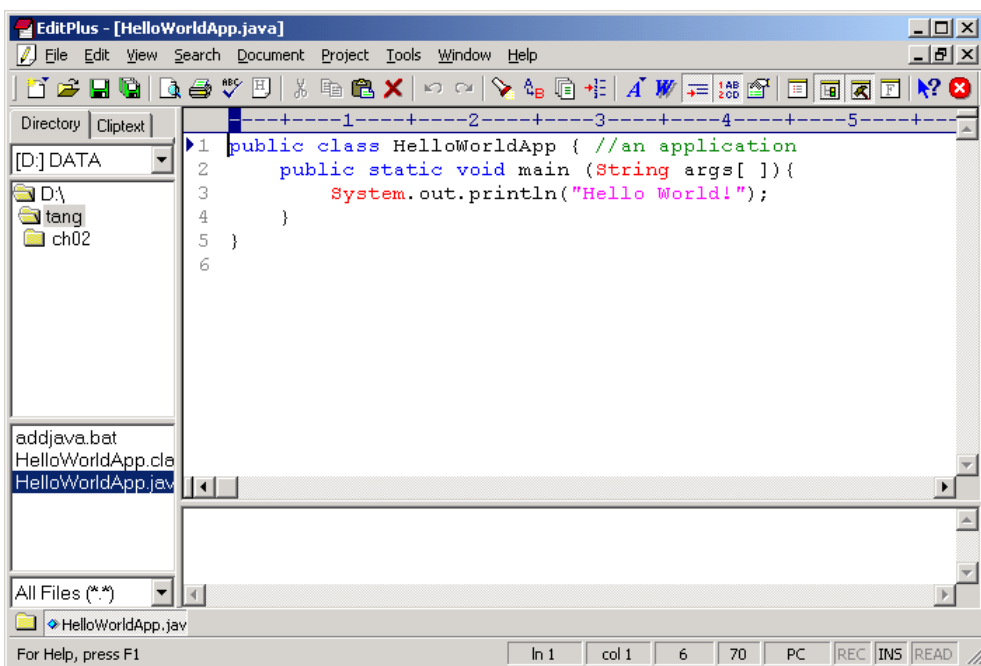 EditPlus - [HelloWorldApp.java]
File Edit View Search Document Project Tools Window Help
Directory Cliptext
----+----1----+----2----+----3----+----4----+----5----+---
[D:] DATA
D:\
tang
ch02
1 public class HelloWorldApp { //an application
2 public static void main (String args[ ]){
3 System.out.println("Hello World!");
4 }
5 }
6
addjava.bat
HelloWorldApp.cla
HelloWorldApp.jav
All Files (*.*)
HelloWorldApp.jav
For Help, press F1 ln 1 col 1 6 70 PC REC INS READ